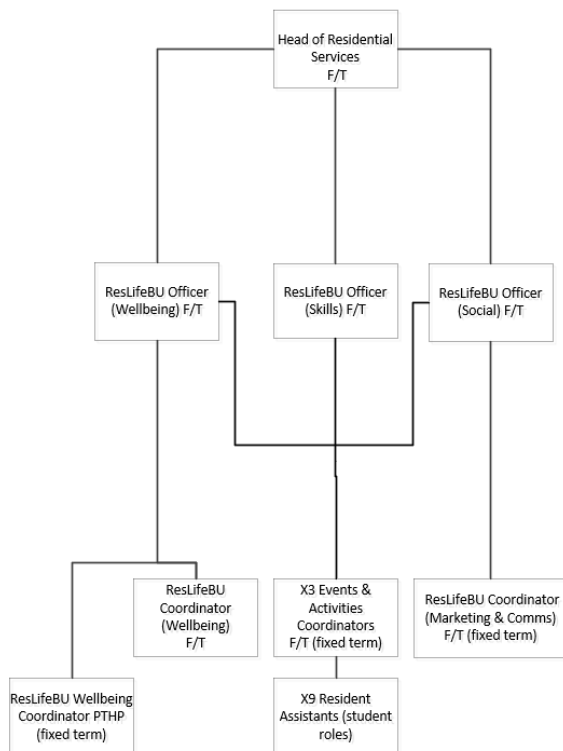 Head of Residential
Services
F/T
ResLifeBU Officer
(Wellbeing) F/T
ResLifeBU Officer
(Skills) F/T
ResLifeBU Officer
(Social) F/T
ResLifeBU
Coordinator
(Wellbeing)
F/T
X3 Events &
Activities
Coordinators
F/T (fixed term)
ResLifeBU Coordinator
(Marketing & Comms)
F/T (fixed term)
ResLifeBU Wellbeing
Coordinator PTHP
(fixed term)
X9 Resident
Assistants (student
roles)